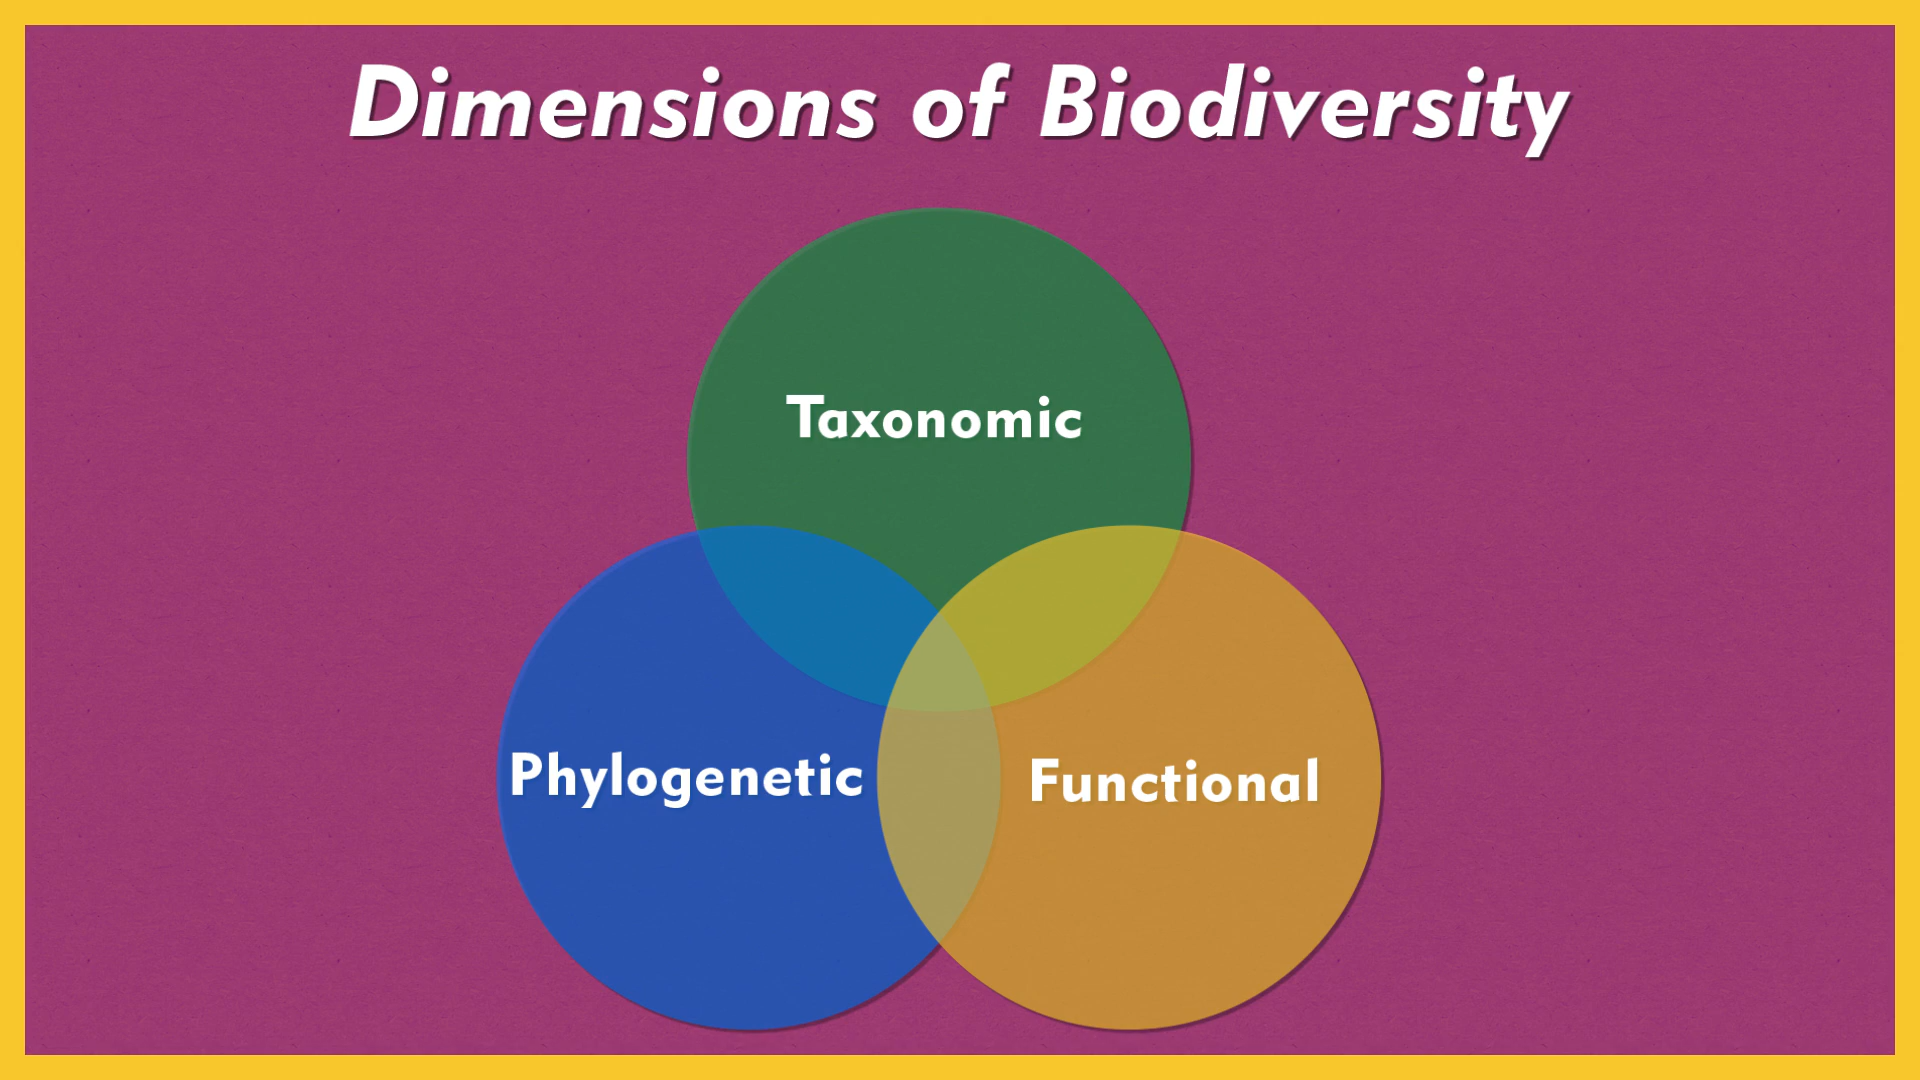 Dimensions of Biodiversity
Taxonomic
Phylogenetic
Functional